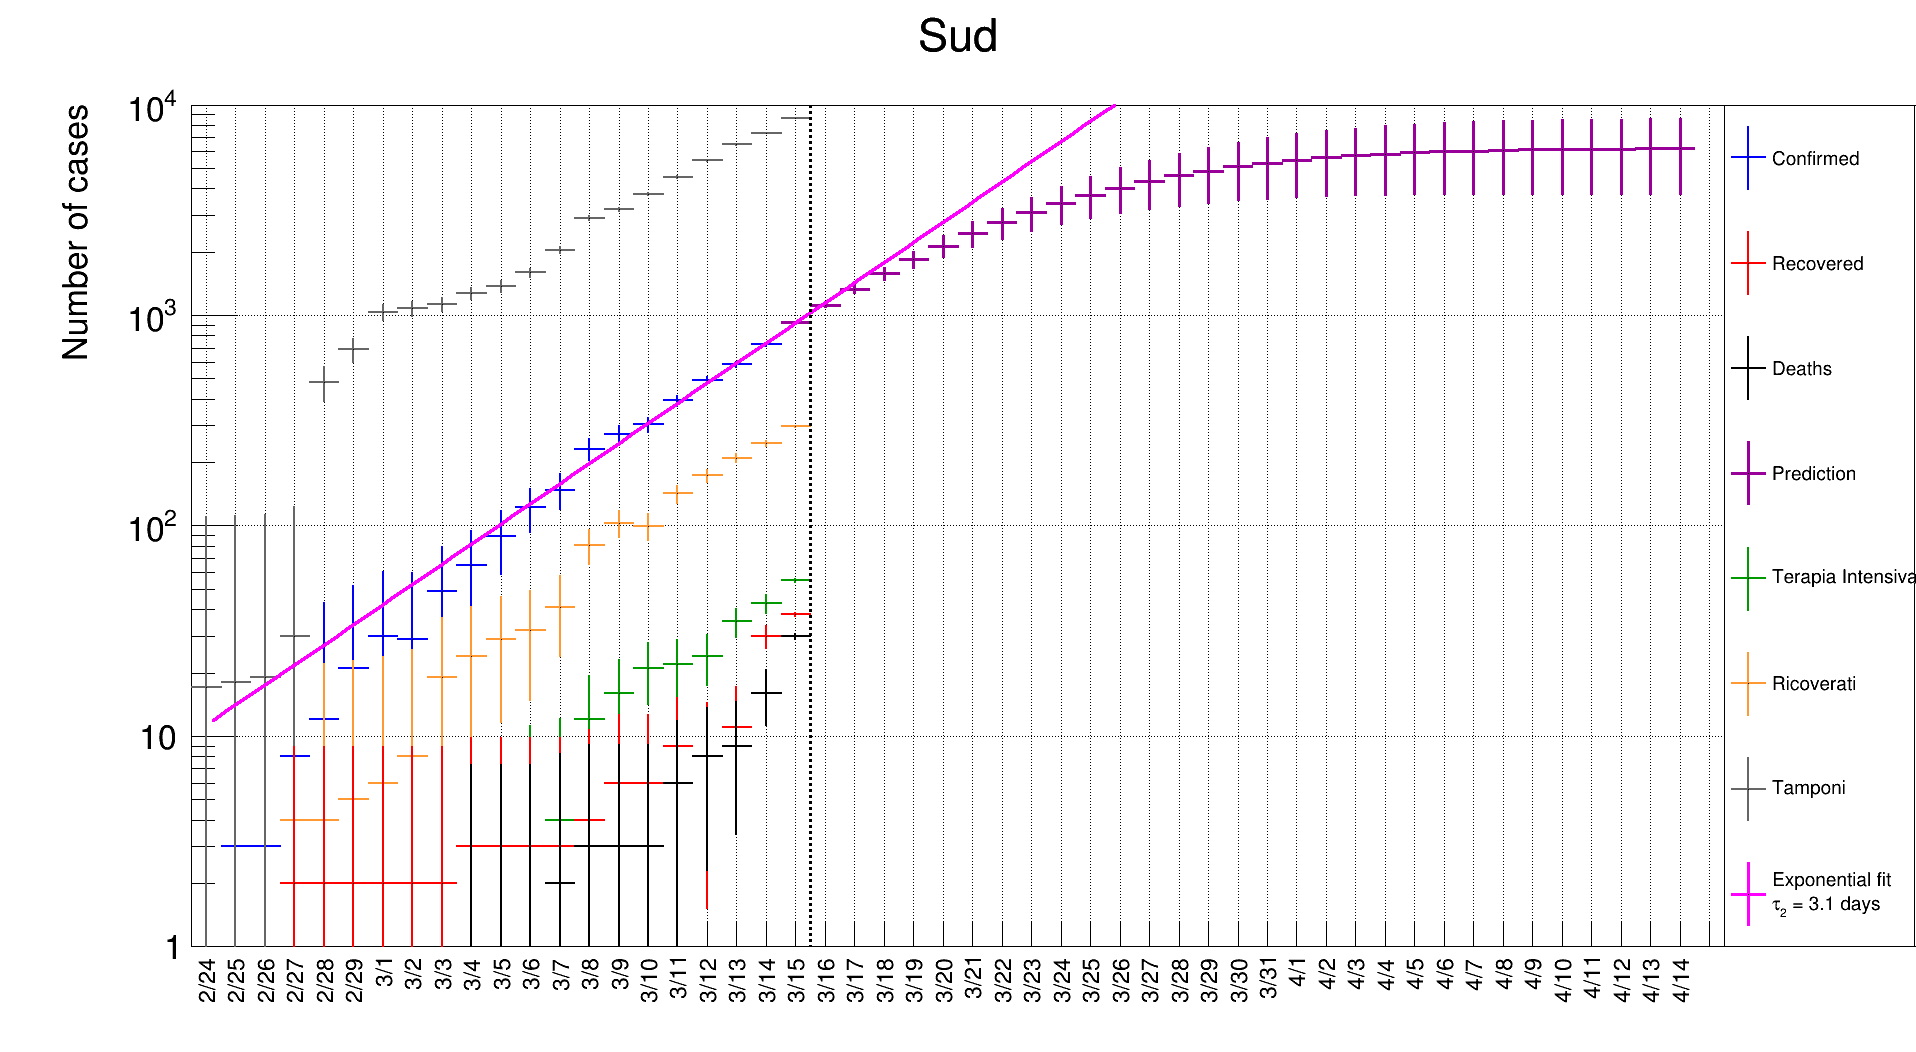 Sud
Number of cases
10^4
10^3
10^2
10
1
2/24 2/25 2/26 2/27 2/28 2/29 3/1 3/2 3/3 3/4 3/5 3/6 3/7 3/8 3/9 3/10 3/11 3/12 3/13 3/14 3/15 3/16 3/17 3/18 3/19 3/20 3/21 3/22 3/23 3/24 3/25 3/26 3/27 3/28 3/29 3/30 3/31 4/1 4/2 4/3 4/4 4/5 4/6 4/7 4/8 4/9 4/10 4/11 4/12 4/13 4/14
Confirmed
Recovered
Deaths
Prediction
Terapia Intensiva
Ricoverati
Tamponi
Exponential fit
τ₂ = 3.1 days